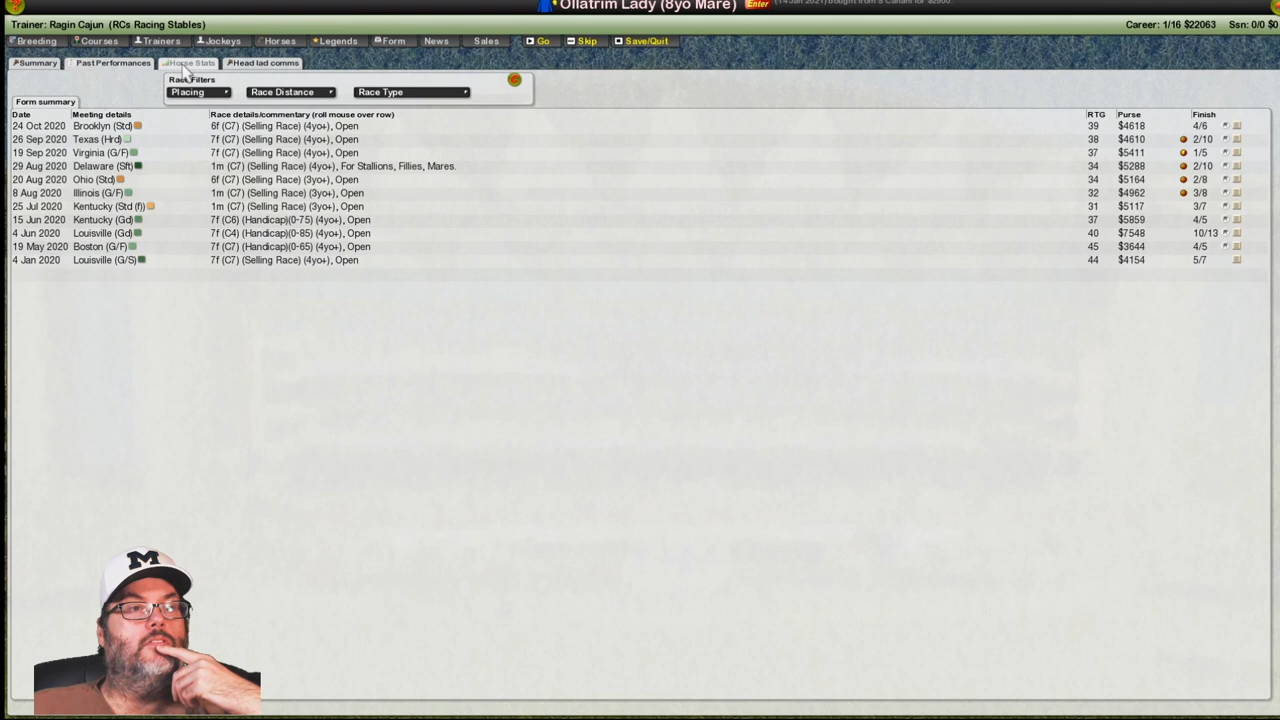 Ollatrim Lady (8yo Mare) Enter
Trainer: Ragin Cajun (RCs Racing Stables) Career: 1/16 $22063 Ssn: 0/0
Breeding Courses Trainers Jockeys Horses Legends Form News Sales Go Skip Save/Quit
Summary Past Performances Horse Stats Head lad comms
Race Filters
Placing Race Distance Race Type
Form summary
Date Meeting details Race details/commentary (roll mouse over row) RTG Purse Finish
24 Oct 2020 Brooklyn (Std) 6f (C7) (Selling Race) (4yo+), Open 39 $4618 4/6
26 Sep 2020 Texas (Hrd) 7f (C7) (Selling Race) (4yo+), Open 38 $4610 2/10
19 Sep 2020 Virginia (G/F) 7f (C7) (Selling Race) (4yo+), Open 37 $5411 1/5
29 Aug 2020 Delaware (Sft) 1m (C7) (Selling Race) (4yo+), For Stallions, Fillies, Mares. 34 $5288 2/10
20 Aug 2020 Ohio (Std) 6f (C7) (Selling Race) (3yo+), Open 34 $5164 2/8
8 Aug 2020 Illinois (G/F) 1m (C7) (Selling Race) (3yo+), Open 32 $4962 3/8
25 Jul 2020 Kentucky (Std (f)) 1m (C7) (Selling Race) (3yo+), Open 31 $5117 3/7
15 Jun 2020 Kentucky (Gd) 7f (C6) (Handicap)(0-75) (4yo+), Open 37 $5859 4/5
4 Jun 2020 Louisville (Gd) 7f (C4) (Handicap)(0-85) (4yo+), Open 40 $7548 10/13
19 May 2020 Boston (G/F) 7f (C7) (Handicap)(0-65) (4yo+), Open 45 $3644 4/5
4 Jan 2020 Louisville (G/S) 7f (C7) (Selling Race) (4yo+), Open 44 $4154 5/7
M